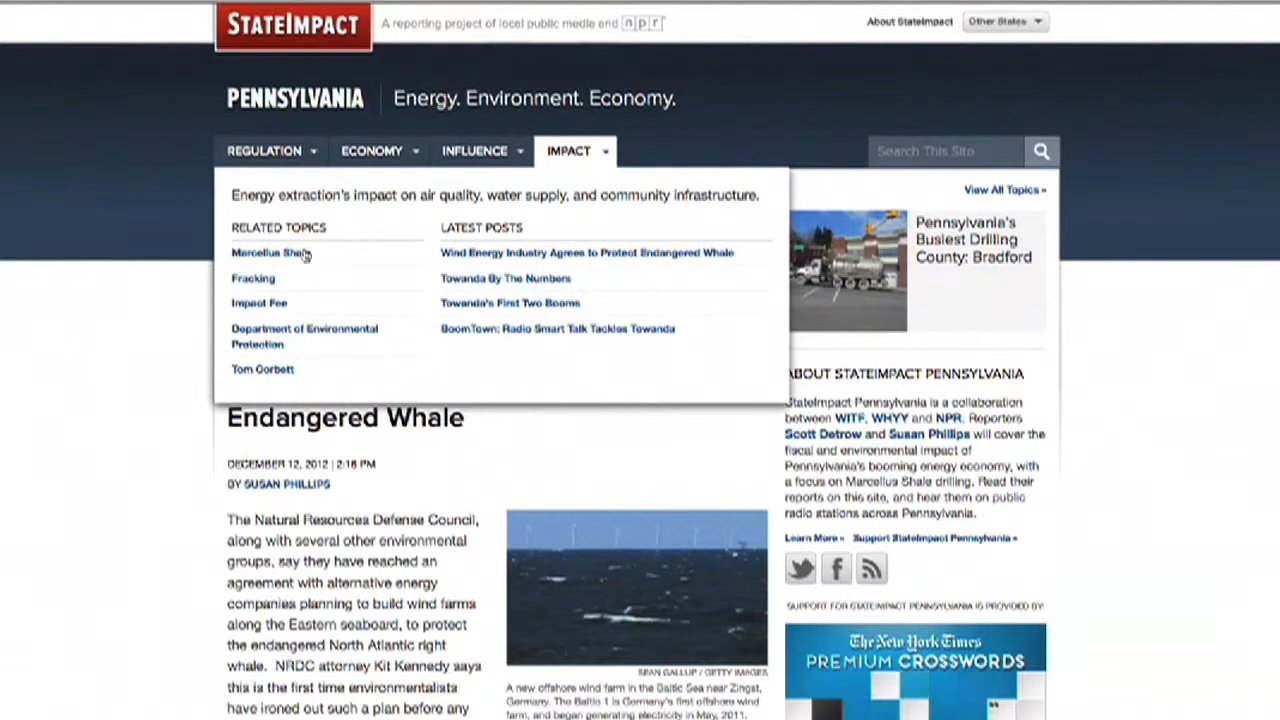 STATEIMPACT
A reporting project of local public media and npr
About StateImpact
Other States
PENNSYLVANIA
Energy. Environment. Economy.
REGULATION
ECONOMY
INFLUENCE
IMPACT
Search This Site
Energy extraction's impact on air quality, water supply, and community infrastructure.
RELATED TOPICS
Marcellus Shale
Fracking
Impact Fee
Department of Environmental
Protection
Tom Corbett
LATEST POSTS
Wind Energy Industry Agrees to Protect Endangered Whale
Towanda By The Numbers
Towanda's First Two Booms
BoomTown: Radio Smart Talk Tackles Towanda
View All Topics »
Pennsylvania's
Busiest Drilling
County: Bradford
Endangered Whale
DECEMBER 12, 2012 | 2:16 PM
BY SUSAN PHILLIPS
The Natural Resources Defense Council,
along with several other environmental
groups, say they have reached an
agreement with alternative energy
companies planning to build wind farms
along the Eastern seaboard, to protect
the endangered North Atlantic right
whale. NRDC attorney Kit Kennedy says
this is the first time environmentalists
have ironed out such a plan before any
SEAN GALLUP / GETTY IMAGES
A new offshore wind farm in the Baltic Sea near Zingst,
Germany. The Baltic 1 is Germany's first offshore wind
farm, and began generating electricity in May, 2011.
ABOUT STATEIMPACT PENNSYLVANIA
StateImpact Pennsylvania is a collaboration
between WITF, WHYY and NPR. Reporters
Scott Detrow and Susan Phillips will cover the
fiscal and environmental impact of
Pennsylvania's booming energy economy, with
a focus on Marcellus Shale drilling. Read their
reports on this site, and hear them on public
radio stations across Pennsylvania.
Learn More »
Support StateImpact Pennsylvania »
SUPPORT FOR STATEIMPACT PENNSYLVANIA IS PROVIDED BY:
The New York Times
PREMIUM CROSSWORDS